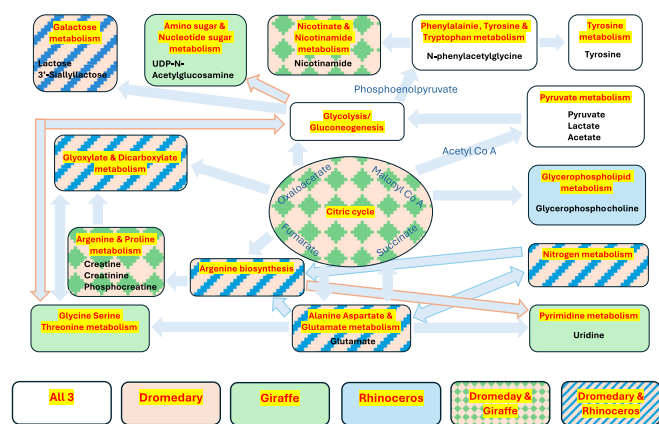 Galactose
metabolism
Lactose
3'-Siallyllactose
Amino sugar &
Nucleotide sugar
metabolism
UDP-N-
Acetylglucosamine
Nicotinate &
Nicotinamide
metabolism
Nicotinamide
Phenylalainie, Tyrosine &
Tryptophan metabolism
N-phenylacetylglycine
Tyrosine
metabolism
Tyrosine
Phosphoenolpyruvate
Glycolysis/
Gluconeogenesis
Pyruvate metabolism
Pyruvate
Lactate
Acetate
Acetyl Co A
Glyoxylate & Dicarboxylate
metabolism
Oxaloacerate
Malonyl Co A
Citric cycle
Fumarate
Succinate
Glycerophospholipid
metabolism
Glycerophosphocholine
Argenine & Proline
metabolism
Creatine
Creatinine
Phosphocreatine
Argenine biosynthesis
Nitrogen metabolism
Glycine Serine
Threonine metabolism
Alanine Aspartate &
Glutamate metabolism
Glutamate
Pyrimidine metabolism
Uridine
All 3
Dromedary
Giraffe
Rhinoceros
Dromeday &
Giraffe
Dromedary &
Rhinoceros